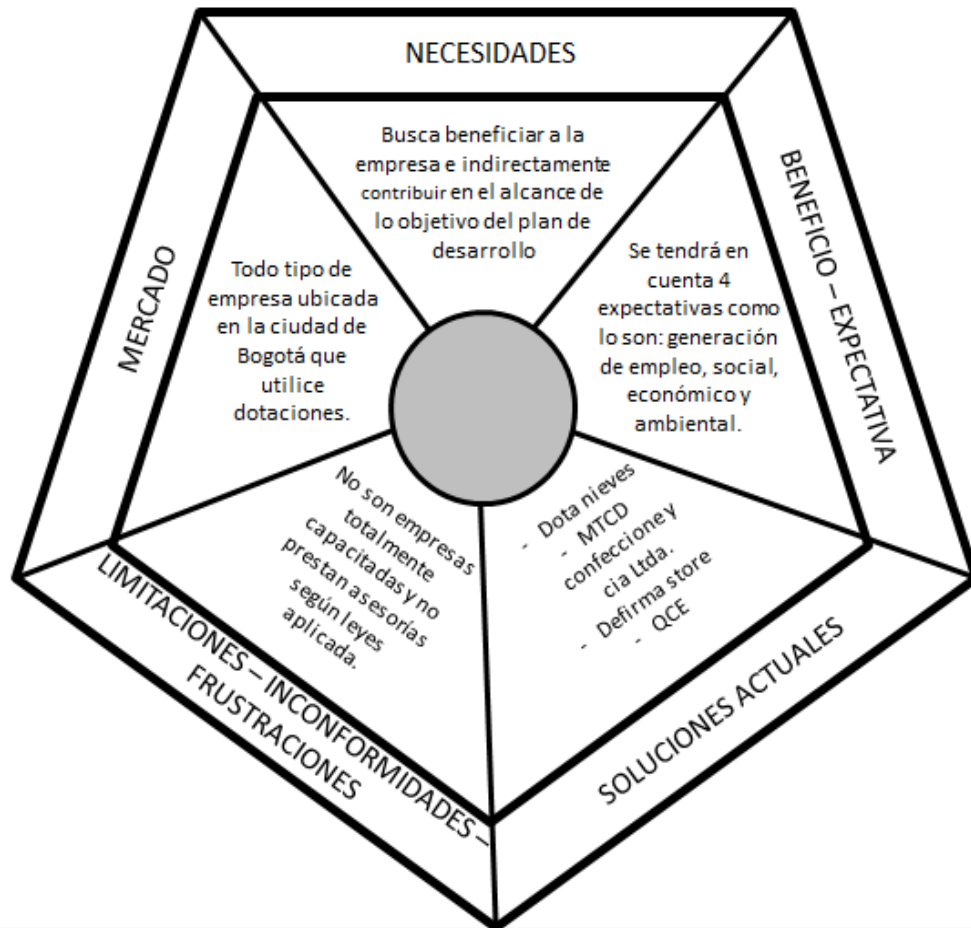 NECESIDADES
Busca beneficiar a la
empresa e indirectamente
contribuir en el alcance de
lo objetivo del plan de
desarrollo
BENEFICIO – EXPECTATIVA
Se tendrá en
cuenta 4
expectativas como
lo son: generación
de empleo, social,
económico y
ambiental.
SOLUCIONES ACTUALES
- Dota nieves
- MTCD
confeccione y
cia Ltda.
- Defirma store
- QCE
LIMITACIONES – INCONFORMIDADES –
FRUSTRACIONES
No son empresas
totalmente
capacitadas y no
prestan asesorías
según leyes
aplicada.
MERCADO
Todo tipo de
empresa ubicada
en la ciudad de
Bogotá que
utilice
dotaciones.